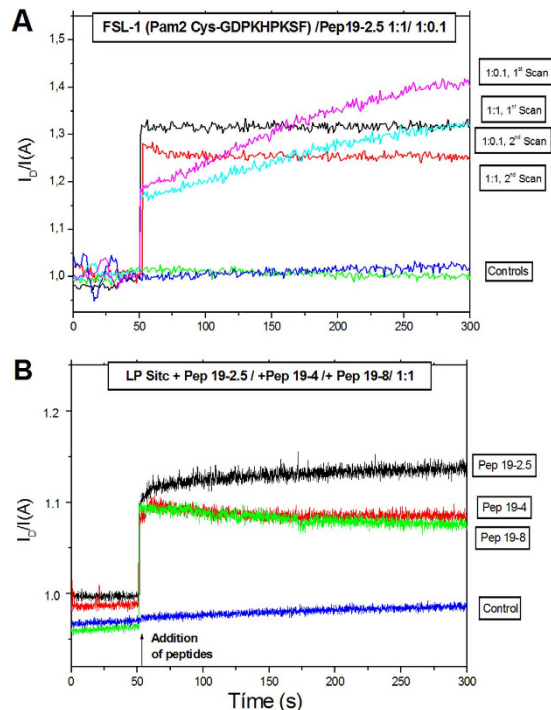 A
FSL-1 (Pam2 Cys-GDPKHPKSF) /Pep19-2.5 1:1/ 1:0.1
1,5
1,4
1,3
1,2
1,1
1,0
I_D/I(A)
0 50 100 150 200 250 300
1:0.1, 1st Scan
1:1, 1st Scan
1:0.1, 2nd Scan
1:1, 2nd Scan
Controls
B
LP Sitc + Pep 19-2.5 / +Pep 19-4 /+ Pep 19-8/ 1:1
1.2
1,1
1,0
I_D/I(A)
Pep 19-2.5
Pep 19-4
Pep 19-8
Control
Addition
of peptides
0 50 100 150 200 250 300
Tíme (s)